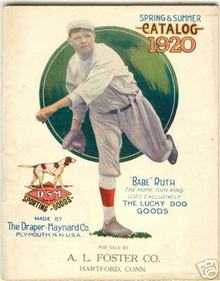 SPRING & SUMMER
CATALOG
1920
"BABE" RUTH
THE HOME RUN KING
USES EXCLUSIVELY
THE LUCKY DOG
GOODS
D&M
SPORTING GOODS
MADE BY
The Draper-Maynard Co.
PLYMOUTH, N.H. U.S.A.
FOR SALE BY
A. L. FOSTER CO.
HARTFORD, CONN.